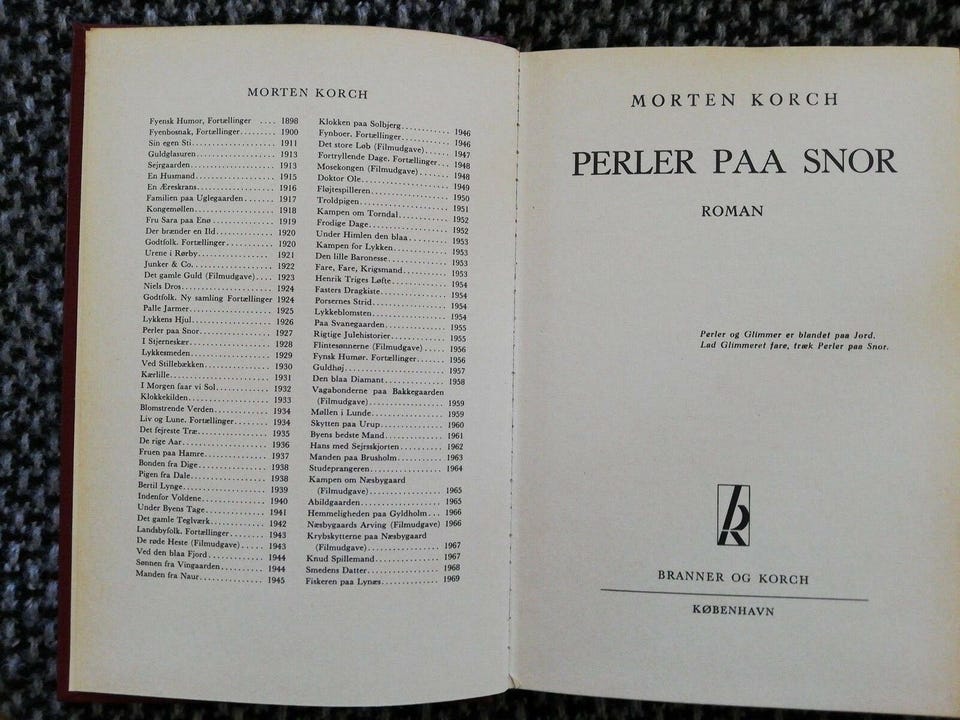 MORTEN KORCH
Fyensk Humor, Fortællinger .... 1898
Fyenbosnak, Fortællinger......... 1900
Sin egen Sti.................... 1911
Guldglasuren.................... 1913
Sejrgaarden..................... 1913
En Husmand..................... 1915
En Æreskrans.................... 1916
Familien paa Uglegaarden........ 1917
Kongemøllen..................... 1918
Fru Sara paa Enø................ 1919
Der brænder en Ild.............. 1920
Godtfolk. Fortællinger.......... 1920
Urene i Rørby................... 1921
Junker & Co..................... 1922
Det gamle Guld (Filmudgave).... 1923
Niels Dros...................... 1924
Godtfolk. Ny samling Fortællinger 1924
Palle Jarmer.................... 1925
Lykkens Hjul.................... 1926
Perler paa Snor................. 1927
I Stjerneskær................... 1928
Lykkesmeden..................... 1929
Ved Stillebækken................ 1930
Kærlille........................ 1931
I Morgen faar vi Sol............ 1932
Klokkekilden.................... 1933
Blomstrende Verden.............. 1934
Liv og Lune. Fortællinger....... 1934
Det fejreste Træ................ 1935
De rige Aar..................... 1936
Fruen paa Hamre................. 1937
Bonden fra Dige................. 1938
Pigen fra Dale.................. 1938
Bertil Lynge.................... 1939
Indenfor Voldene................ 1940
Under Byens Tage................ 1941
Det gamle Teglværk.............. 1942
Landsbyfolk. Fortællinger....... 1943
De røde Heste (Filmudgave)..... 1943
Ved den blaa Fjord.............. 1944
Sønnen fra Vingaarden........... 1944
Manden fra Naur................. 1945
Klokken paa Solbjerg............ 1946
Fynboer. Fortællinger........... 1946
Det store Løb (Filmudgave)..... 1947
Fortryllende Dage. Fortællinger.. 1948
Mosekongen (Filmudgave)........ 1948
Doktor Ole...................... 1949
Fløjtespilleren................. 1950
Troldpigen...................... 1951
Kampen om Torndal............... 1952
Frodige Dage.................... 1952
Under Himlen den blaa........... 1953
Kampen for Lykken............... 1953
Den lille Baronesse............. 1953
Fare, Fare, Krigsmand........... 1953
Henrik Triges Løfte............. 1954
Fasters Dragkiste............... 1954
Porsernes Strid................. 1954
Lykkeblomsten................... 1954
Paa Svanegaarden................ 1955
Rigtige Julehistorier........... 1955
Flintesønnerne (Filmudgave).... 1956
Fynsk Humør. Fortællinger....... 1956
Guldhøj......................... 1957
Den blaa Diamant................ 1958
Vagabonderne paa Bakkegaarden
(Filmudgave)................... 1959
Møllen i Lunde.................. 1959
Skytten paa Urup................ 1960
Byens bedste Mand............... 1961
Hans med Sejrsskjorten.......... 1962
Manden paa Brusholm............. 1963
Studeprangeren.................. 1964
Kampen om Næsbygaard
(Filmudgave)................... 1965
Abildgaarden.................... 1965
Hemmeligheden paa Gyldholm... 1966
Næsbygaards Arving (Filmudgave) 1966
Krybskytterne paa Næsbygaard
(Filmudgave)................... 1967
Knud Spillemand................. 1967
Smedens Datter.................. 1968
Fiskeren paa Lynæs.............. 1969
MORTEN KORCH
PERLER PAA SNOR
ROMAN
Perler og Glimmer er blandet paa Jord.
Lad Glimmeret fare, træk Perler paa Snor.
BRANNER OG KORCH
KØBENHAVN